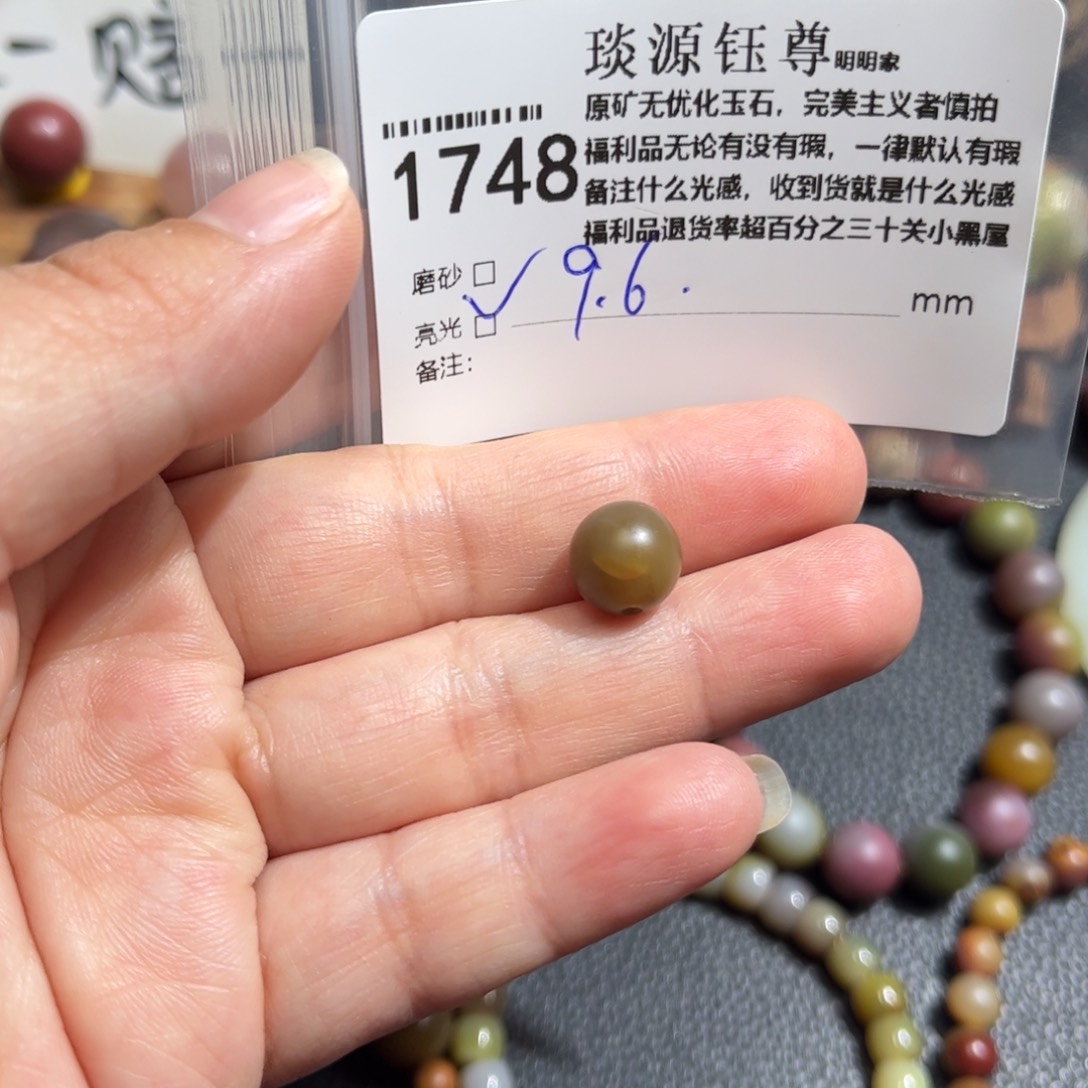 琰源钰尊明明家
原矿无优化玉石，完美主义者慎拍
1748
福利品无论有没有瑕，一律默认有瑕
备注什么光感，收到货就是什么光感
福利品退货率超百分之三十关小黑屋
磨砂 □
亮光 □ ✓ 9.6. mm
备注：